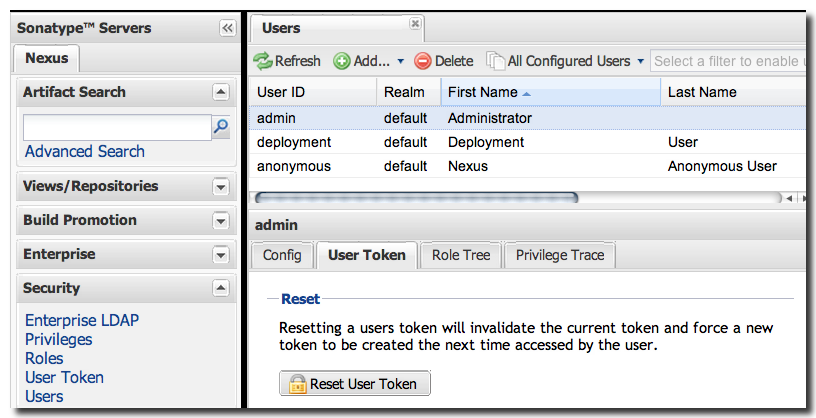 Sonatype™ Servers
Nexus
Artifact Search
Advanced Search
Views/Repositories
Build Promotion
Enterprise
Security
Enterprise LDAP
Privileges
Roles
User Token
Users
Users
Refresh Add... Delete All Configured Users Select a filter to enable
User ID Realm First Name Last Name
admin default Administrator
deployment default Deployment User
anonymous default Nexus Anonymous User
admin
Config User Token Role Tree Privilege Trace
Reset
Resetting a users token will invalidate the current token and force a new
token to be created the next time accessed by the user.
Reset User Token